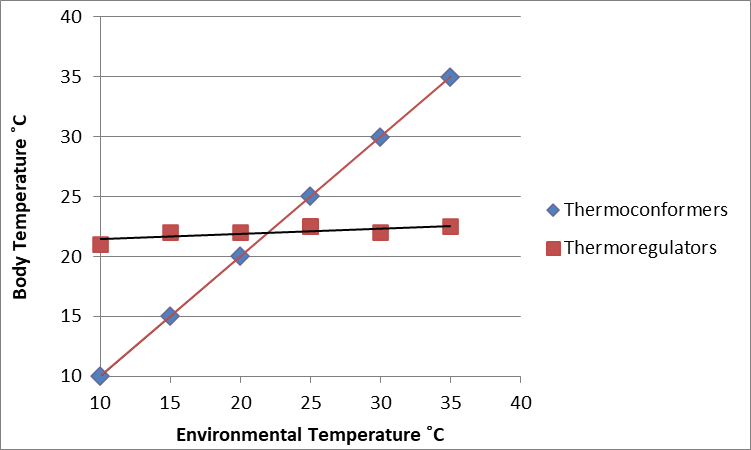 40
35
30
25
20
15
10
Body Temperature ˚C
10 15 20 25 30 35 40
Environmental Temperature ˚C
Thermoconformers
Thermoregulators